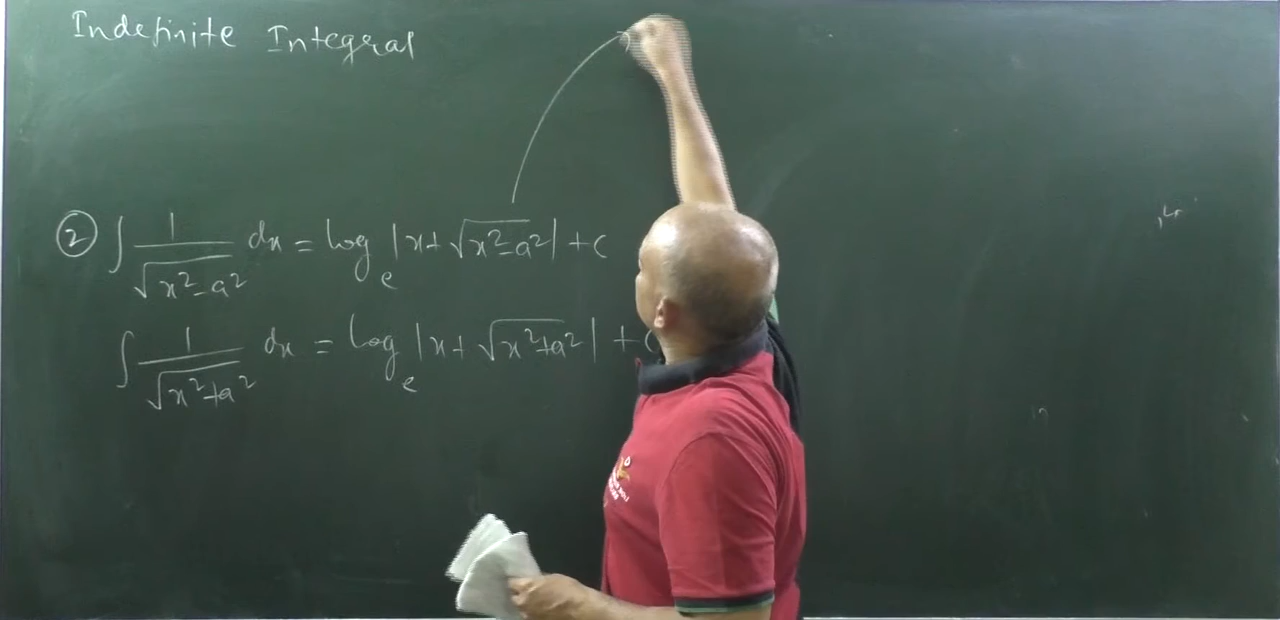 Indefinite Integral
② ∫ 1/√(x²-a²) dx = log_e |x+√(x²-a²)| + c
∫ 1/√(x²+a²) dx = log_e |x+√(x²+a²)| + c